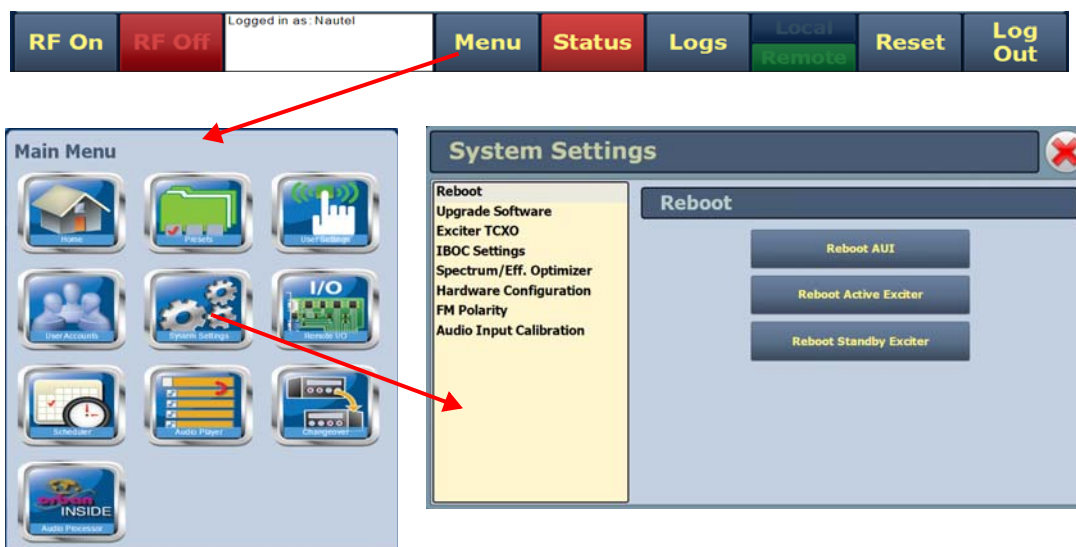 Logged in as: Nautel
RF On
RF Off
Menu
Status
Logs
Local
Remote
Reset
Log
Out
Main Menu
Home
Presets
User Settings
User Accounts
System Settings
I/O
Remote I/O
Scheduler
Audio Player
Changeover
orban
INSIDE
Audio Processor
System Settings
Reboot
Upgrade Software
Exciter TCXO
IBOC Settings
Spectrum/Eff. Optimizer
Hardware Configuration
FM Polarity
Audio Input Calibration
Reboot
Reboot AUI
Reboot Active Exciter
Reboot Standby Exciter